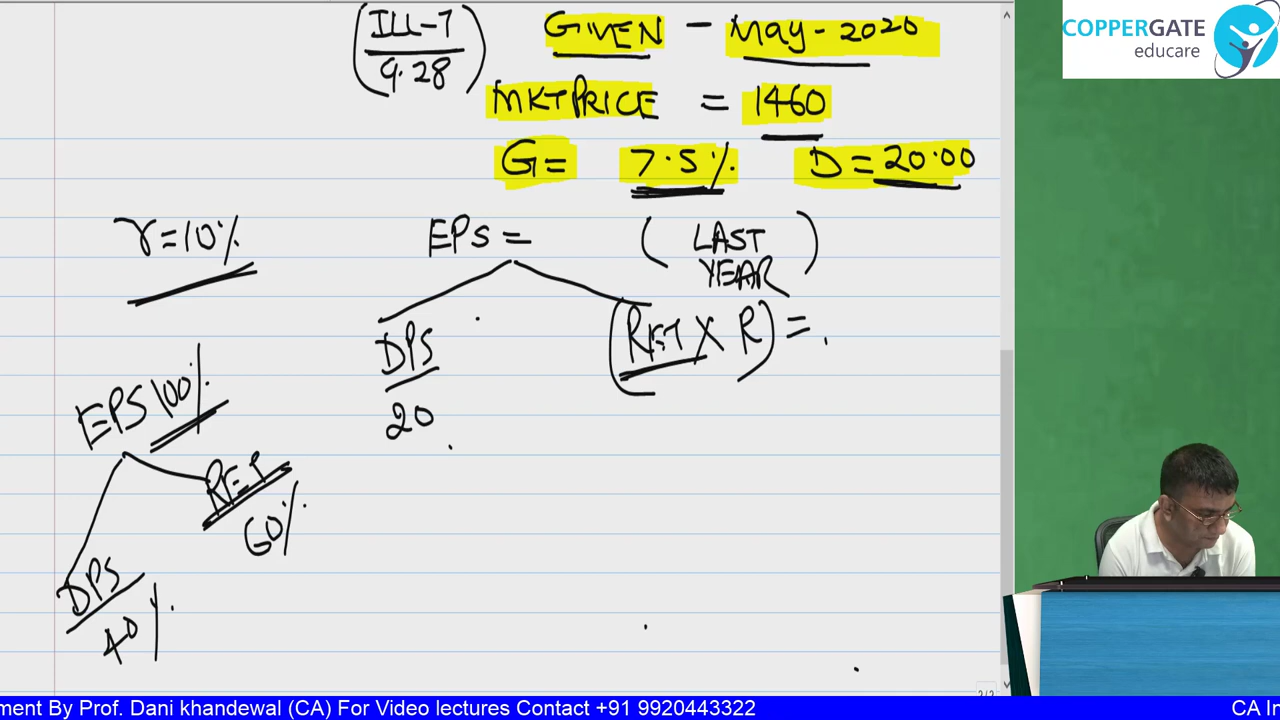 (ILL-7
9.28)
GIVEN - May-2020
MKT PRICE = 1460
G = 7.5% D = 20.00
r = 10%
EPS = (LAST YEAR)
DPS
20
(RET X R) =
EPS 100%
RET
60%
DPS
40%
COPPERGATE
educare
ment By Prof. Dani khandewal (CA) For Video lectures Contact +91 9920443322
CA In
2/2